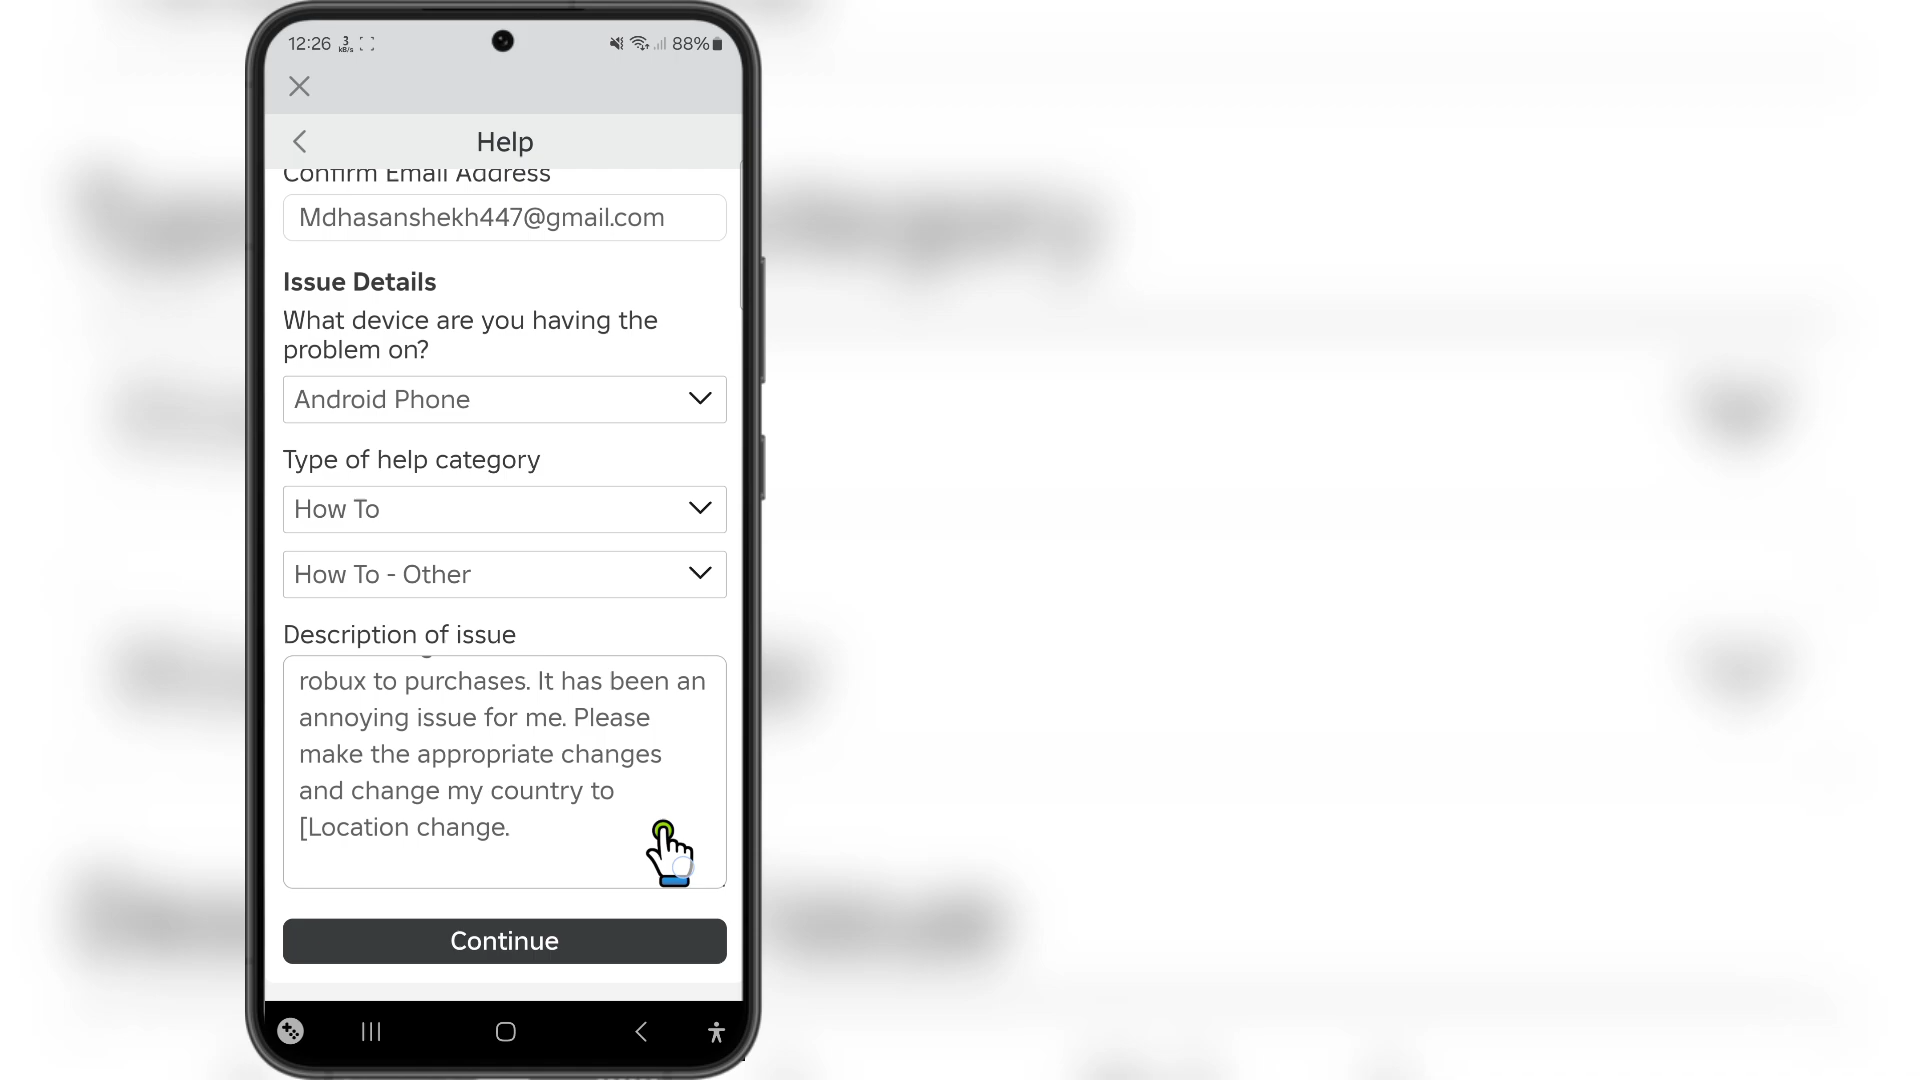 12:26 3 kB/s 88%
Help
Confirm Email Address
Mdhasanshekh447@gmail.com
Issue Details
What device are you having the
problem on?
Android Phone
Type of help category
How To
How To - Other
Description of issue
robux to purchases. It has been an
annoying issue for me. Please
make the appropriate changes
and change my country to
[Location change.
Continue